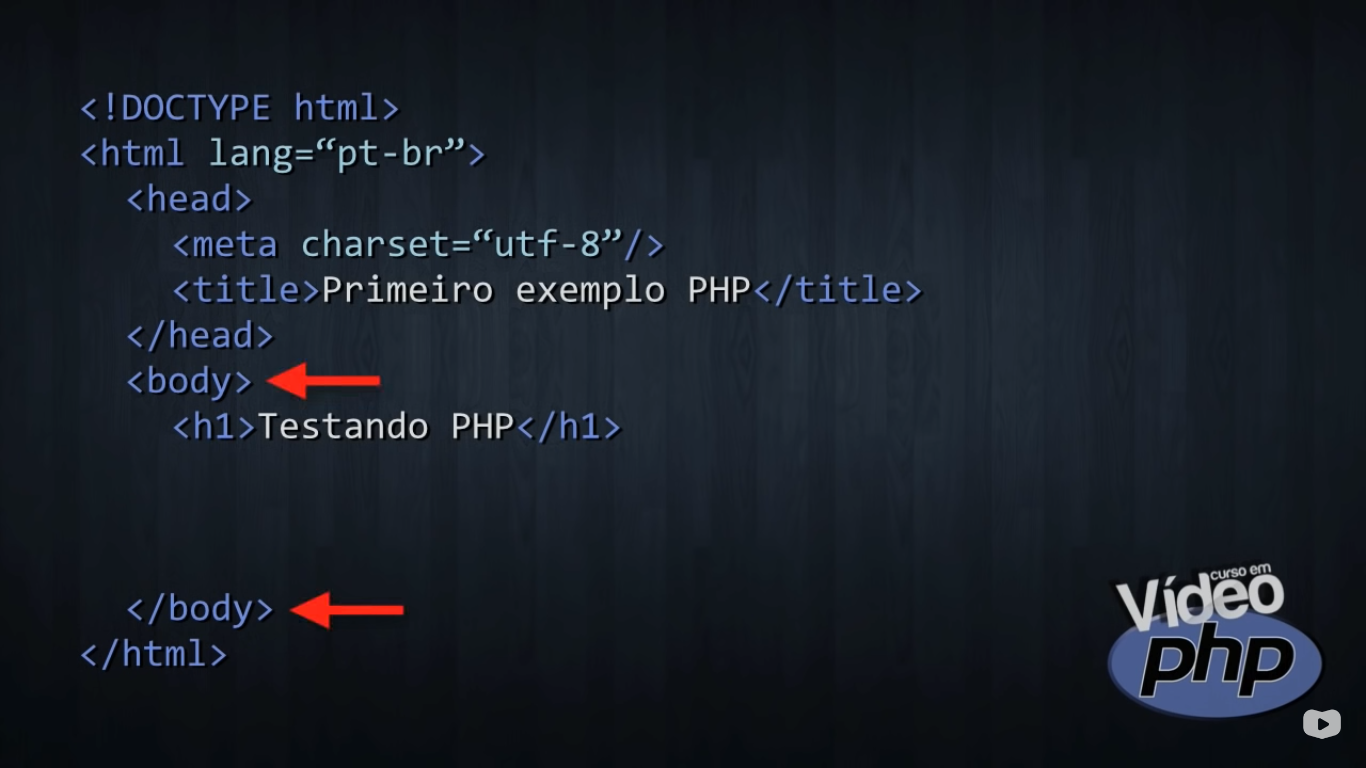 <!DOCTYPE html>
<html lang=“pt-br”>
<head>
<meta charset=“utf-8”/>
<title>Primeiro exemplo PHP</title>
</head>
<body>
<h1>Testando PHP</h1>
</body>
</html>
curso em
Vídeo
php